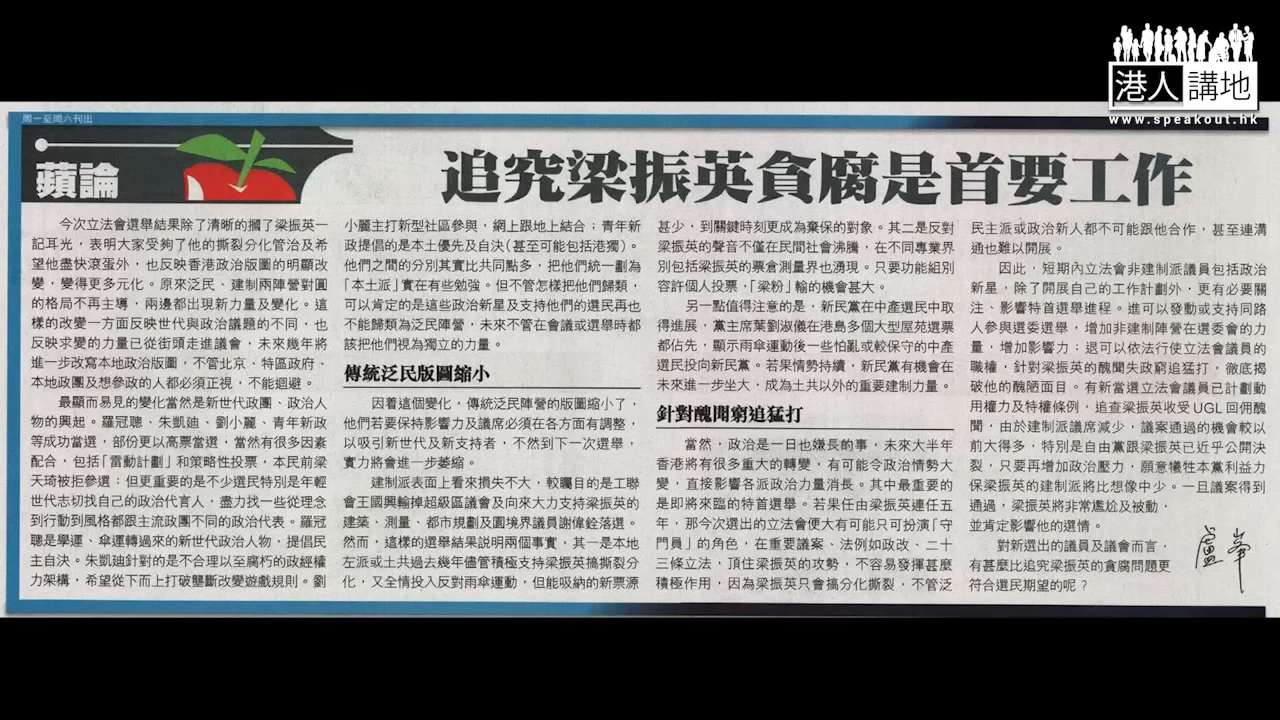 港人講地
www.speakout.hk
周一至周六刊出
蘋論
追究梁振英貪腐是首要工作
今次立法會選舉結果除了清晰的摑了梁振英一
記耳光，表明大家受夠了他的撕裂分化管治及希
望他盡快滾蛋外，也反映香港政治版圖的明顯改
變，變得更多元化。原來泛民、建制兩陣營對圓
的格局不再主導，兩邊都出現新力量及變化。這
樣的改變一方面反映世代與政治議題的不同，也
反映求變的力量已從街頭走進議會，未來幾年將
進一步改寫本地政治版圖，不管北京、特區政府、
本地政團及想參政的人都必須正視，不能迴避。
最顯而易見的變化當然是新世代政團、政治人
物的興起。羅冠聰、朱凱廸、劉小麗、青年新政
等成功當選，部份更以高票當選，當然有很多因素
配合，包括「雷動計劃」和策略性投票，本民前梁
天琦被拒參選；但更重要的是不少選民特別是年輕
世代志切找自己的政治代言人，盡力找一些從理念
到行動到風格都跟主流政團不同的政治代表。羅冠
聰是學運、傘運轉過來的新世代政治人物，提倡民
主自決。朱凱廸針對的是不合理以至腐朽的政經權
力架構，希望從下而上打破壟斷改變遊戲規則。劉
小麗主打新型社區參與，網上跟地上結合；青年新
政提倡的是本土優先及自決（甚至可能包括港獨）。
他們之間的分別其實比共同點多，把他們統一劃為
「本土派」實在有些勉強。但不管怎樣把他們歸類，
可以肯定的是這些政治新星及支持他們的選民再也
不能歸類為泛民陣營，未來不管在會議或選舉時都
該把他們視為獨立的力量。
傳統泛民版圖縮小
因着這個變化，傳統泛民陣營的版圖縮小了，
他們若要保持影響力及議席必須在各方面有調整，
以吸引新世代及新支持者，不然到下一次選舉，
實力將會進一步萎縮。
建制派表面上看來損失不大，較矚目的是工聯
會王國興輸掉超級區議會及向來大力支持梁振英的
建築、測量、都市規劃及園境界議員謝偉銓落選。
然而，這樣的選舉結果說明兩個事實，其一是本地
左派或土共過去幾年儘管積極支持梁振英搞撕裂分
化，又全情投入反對雨傘運動，但能吸納的新票源
甚少，到關鍵時刻更成為棄保的對象。其二是反對
梁振英的聲音不僅在民間社會沸騰，在不同專業界
別包括梁振英的票倉測量界也湧現。只要功能組別
容許個人投票，「梁粉」輸的機會甚大。
另一點值得注意的是，新民黨在中產選民中取
得進展，黨主席葉劉淑儀在港島多個大型屋苑選票
都佔先，顯示雨傘運動後一些怕亂或較保守的中產
選民投向新民黨。若果情勢持續，新民黨有機會在
未來進一步坐大，成為土共以外的重要建制力量。
針對醜聞窮追猛打
當然，政治是一日也嫌長的事，未來大半年
香港將有很多重大的轉變，有可能令政治情勢大
變，直接影響各派政治力量消長。其中最重要的
是即將來臨的特首選舉。若果任由梁振英連任五
年，那今次選出的立法會便大有可能只可扮演「守
門員」的角色，在重要議案、法例如政改、二十
三條立法，頂住梁振英的攻勢，不容易發揮甚麼
積極作用，因為梁振英只會搞分化撕裂，不管泛
民主派或政治新人都不可能跟他合作，甚至連溝
通也難以開展。
因此，短期內立法會非建制派議員包括政治
新星，除了開展自己的工作計劃外，更有必要關
注、影響特首選舉進程。進可以發動或支持同路
人參與選委選舉，增加非建制陣營在選委會的力
量，增加影響力；退可以依法行使立法會議員的
職權，針對梁振英的醜聞失政窮追猛打，徹底揭
破他的醜陋面目。有新當選立法會議員已計劃動
用權力及特權條例，追查梁振英收受UGL回佣醜
聞，由於建制派議席減少，議案通過的機會較以
前大得多，特別是自由黨跟梁振英已近乎公開決
裂，只要再增加政治壓力，願意犧牲本黨利益力
保梁振英的建制派將比想像中少。一旦議案得到
通過，梁振英將非常尷尬及被動，
並肯定影響他的選情。
對新選出的議員及議會而言，
有甚麼比追究梁振英的貪腐問題更
符合選民期望的呢？
盧峯